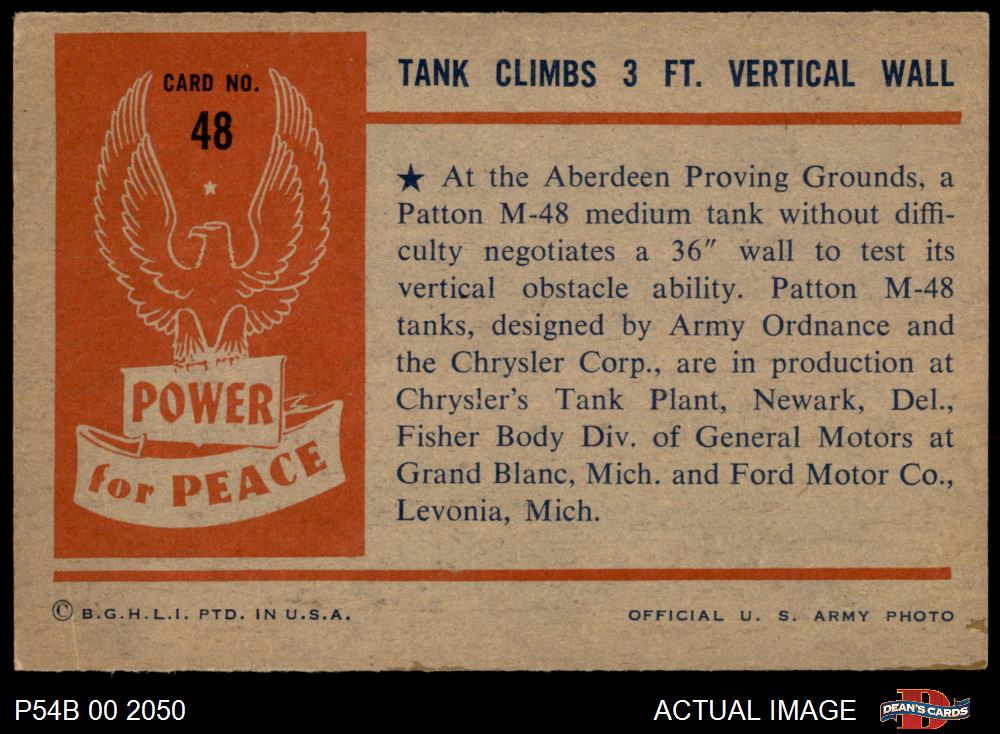 CARD NO.
48
POWER
for PEACE
TANK CLIMBS 3 FT. VERTICAL WALL
★ At the Aberdeen Proving Grounds, a
Patton M-48 medium tank without diffi-
culty negotiates a 36″ wall to test its
vertical obstacle ability. Patton M-48
tanks, designed by Army Ordnance and
the Chrysler Corp., are in production at
Chrysler's Tank Plant, Newark, Del.,
Fisher Body Div. of General Motors at
Grand Blanc, Mich. and Ford Motor Co.,
Levonia, Mich.
© B.G.H.L.I. PTD. IN U.S.A.
OFFICIAL U. S. ARMY PHOTO
P54B 00 2050
ACTUAL IMAGE
D
DEAN'S CARDS